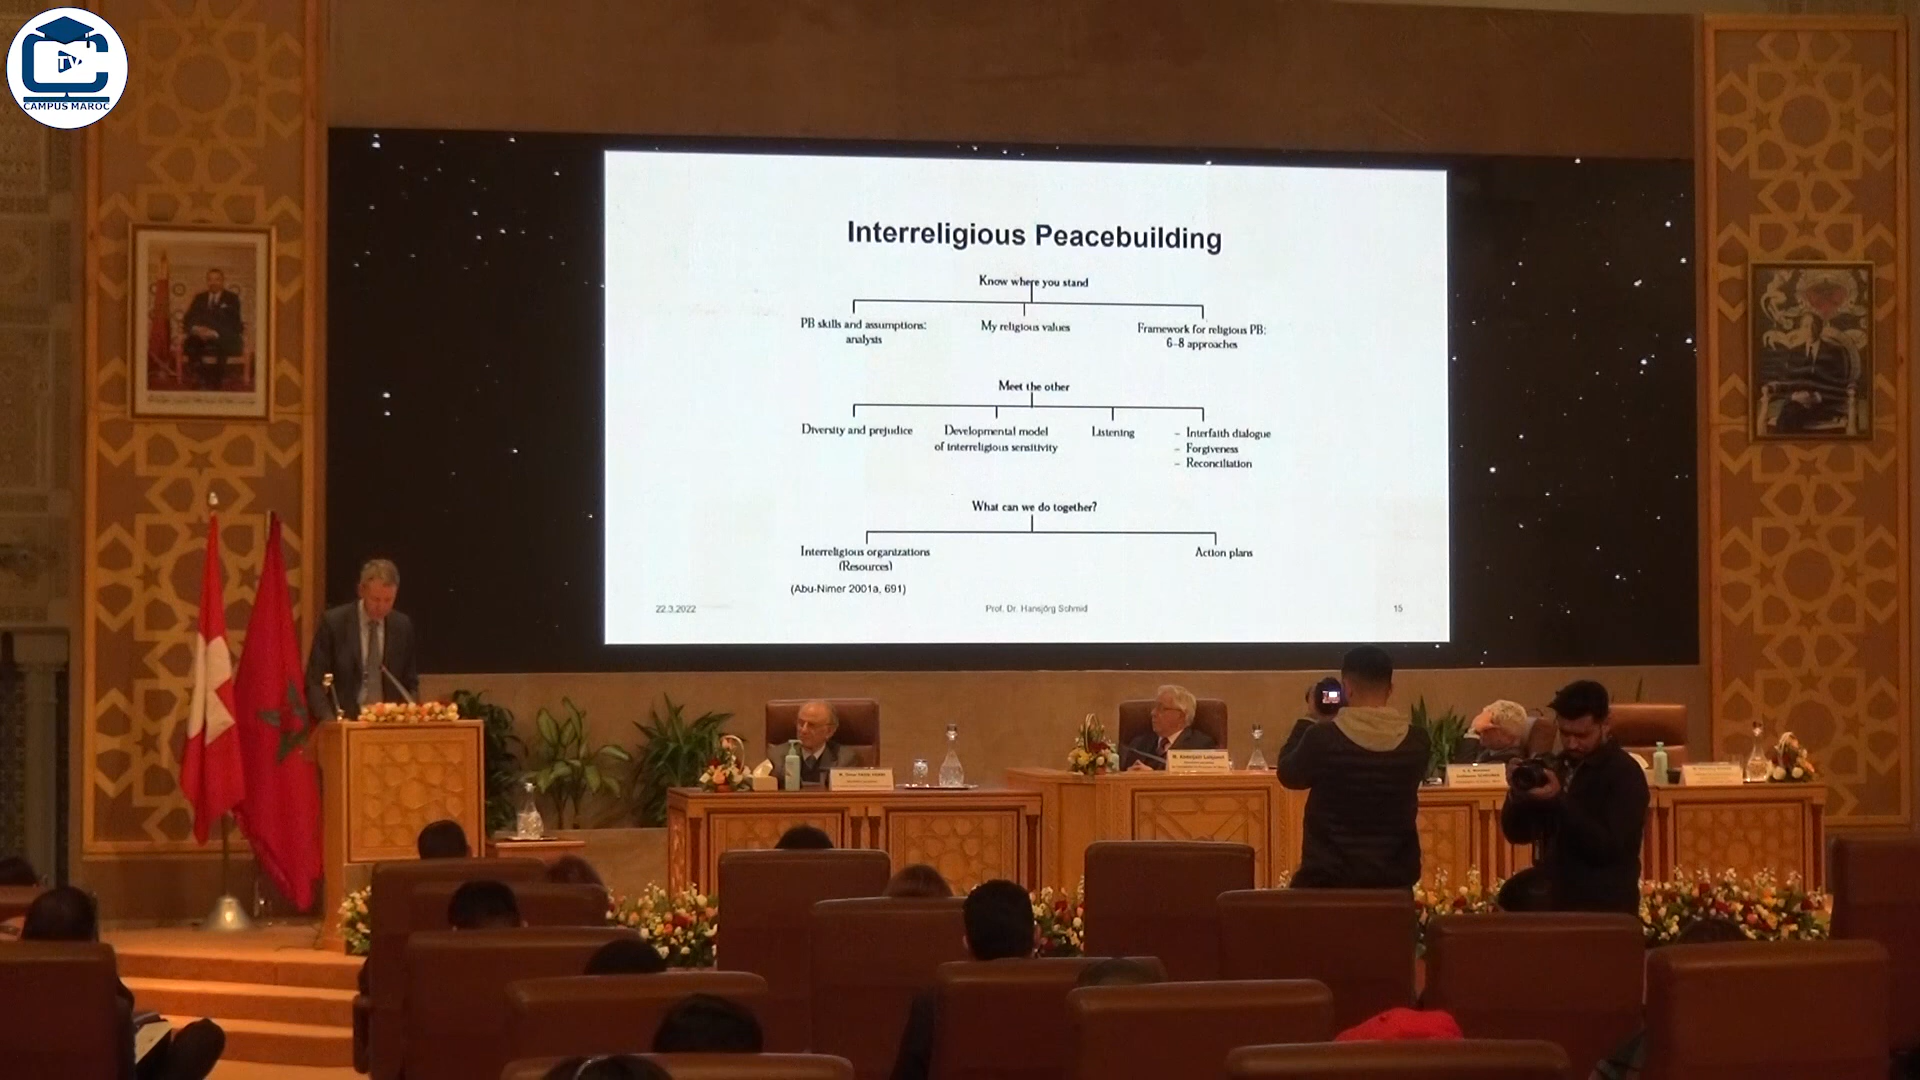 TV
CAMPUS MAROC
Interreligious Peacebuilding
Know where you stand
PB skills and assumptions:
analysis
My religious values
Framework for religious PB:
6-8 approaches
Meet the other
Diversity and prejudice
Developmental model
of interreligious sensitivity
Listening
- Interfaith dialogue
- Forgiveness
- Reconciliation
What can we do together?
Interreligious organizations
(Resources)
Action plans
(Abu-Nimer 2001a, 691)
22.3.2022
Prof. Dr. Hansjörg Schmid
15